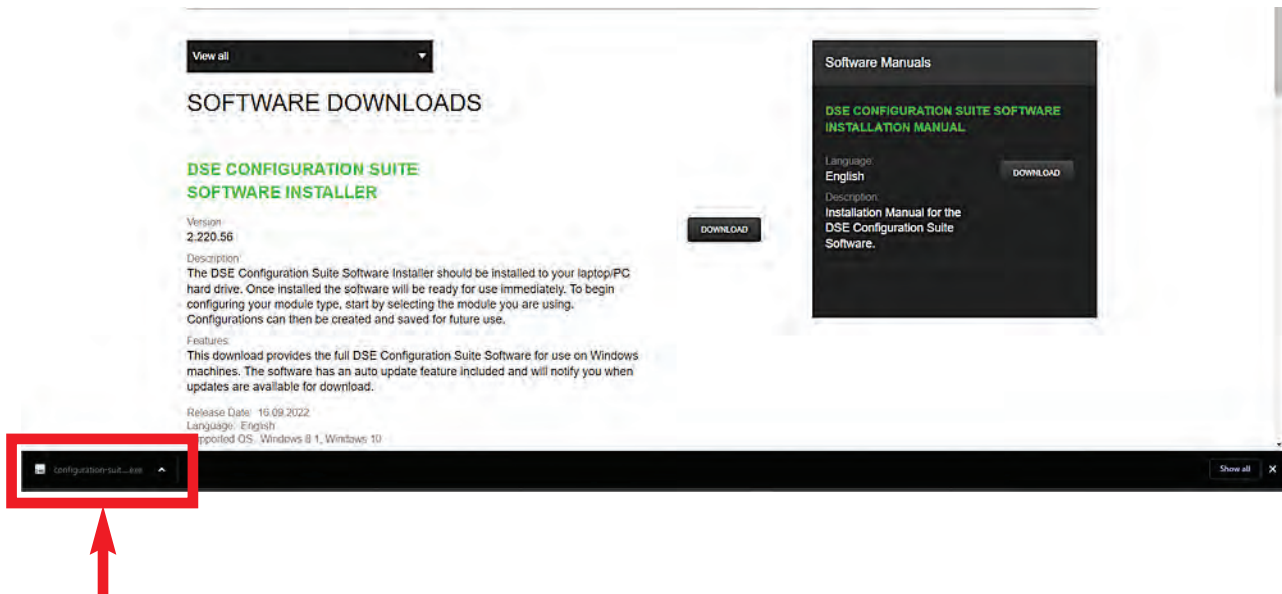 View all
SOFTWARE DOWNLOADS
DSE CONFIGURATION SUITE
SOFTWARE INSTALLER
Version
2.220.56
DOWNLOAD
Description:
The DSE Configuration Suite Software Installer should be installed to your laptop/PC
hard drive. Once installed the software will be ready for use immediately. To begin
configuring your module type, start by selecting the module you are using.
Configurations can then be created and saved for future use.
Features:
This download provides the full DSE Configuration Suite Software for use on Windows
machines. The software has an auto update feature included and will notify you when
updates are available for download.
Release Date: 16.09.2022
Language: English
Supported OS: Windows 8.1, Windows 10
Software Manuals
DSE CONFIGURATION SUITE SOFTWARE
INSTALLATION MANUAL
Language:
English
DOWNLOAD
Description:
Installation Manual for the
DSE Configuration Suite
Software.
configuration-suit....exe
Show all